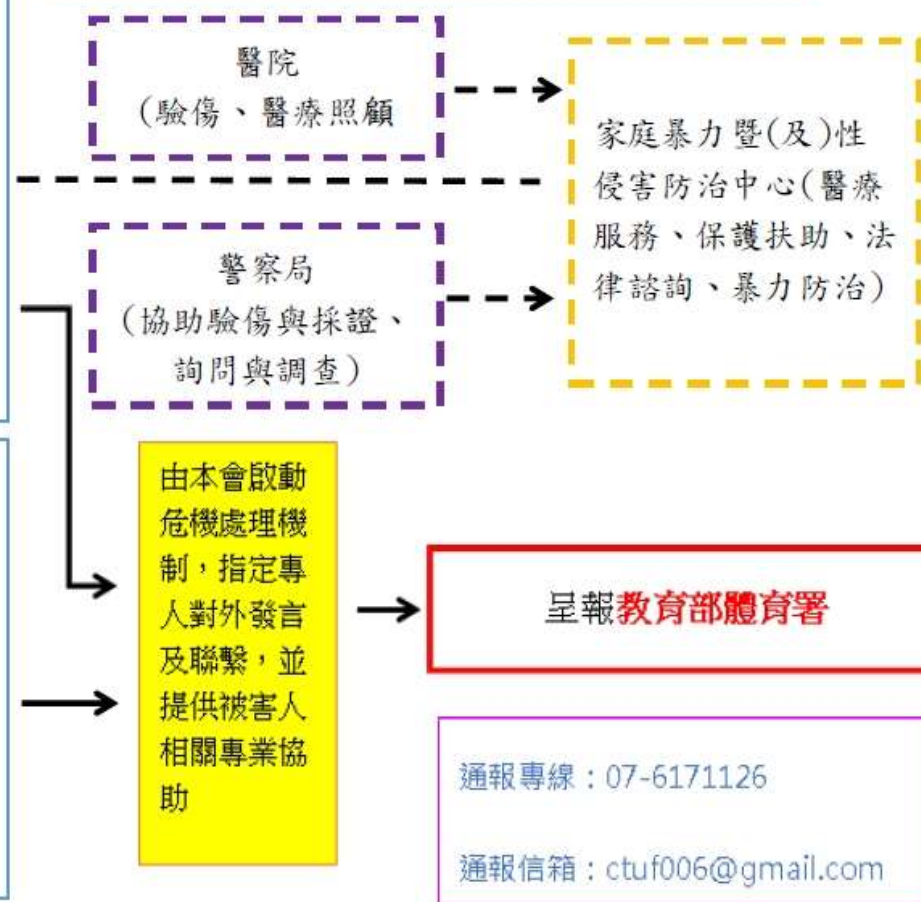 醫院
(驗傷、醫療照顧
家庭暴力暨(及)性
侵害防治中心(醫療
服務、保護扶助、法
律諮詢、暴力防治)
警察局
(協助驗傷與採證、
詢問與調查)
由本會啟動
危機處理機
制，指定專
人對外發言
及聯繫，並
提供被害人
相關專業協
助
呈報教育部體育署
通報專線：07-6171126
通報信箱：ctuf006@gmail.com